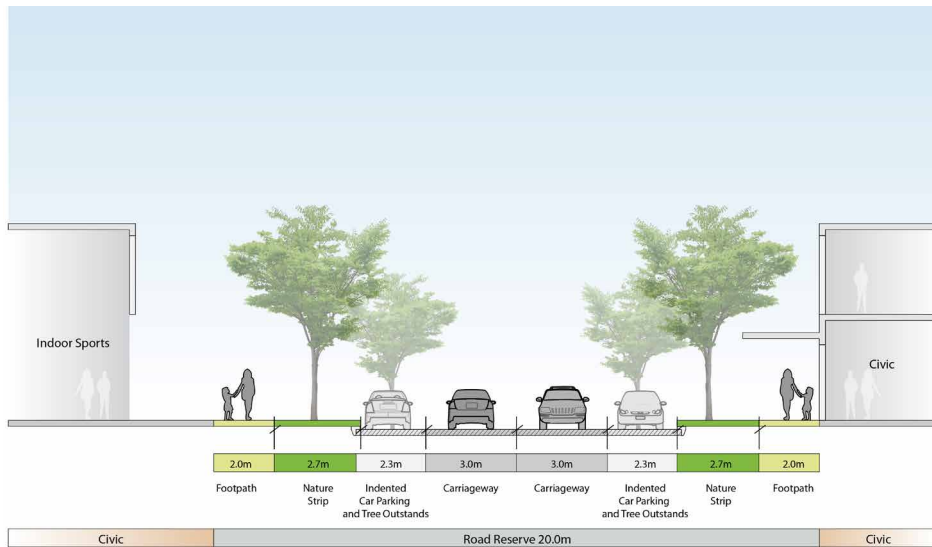 Indoor Sports
Civic
2.0m
2.7m
2.3m
3.0m
3.0m
2.3m
2.7m
2.0m
Footpath
Nature
Strip
Indented
Car Parking
and Tree Outstands
Carriageway
Carriageway
Indented
Car Parking
and Tree Outstands
Nature
Strip
Footpath
Civic
Road Reserve 20.0m
Civic